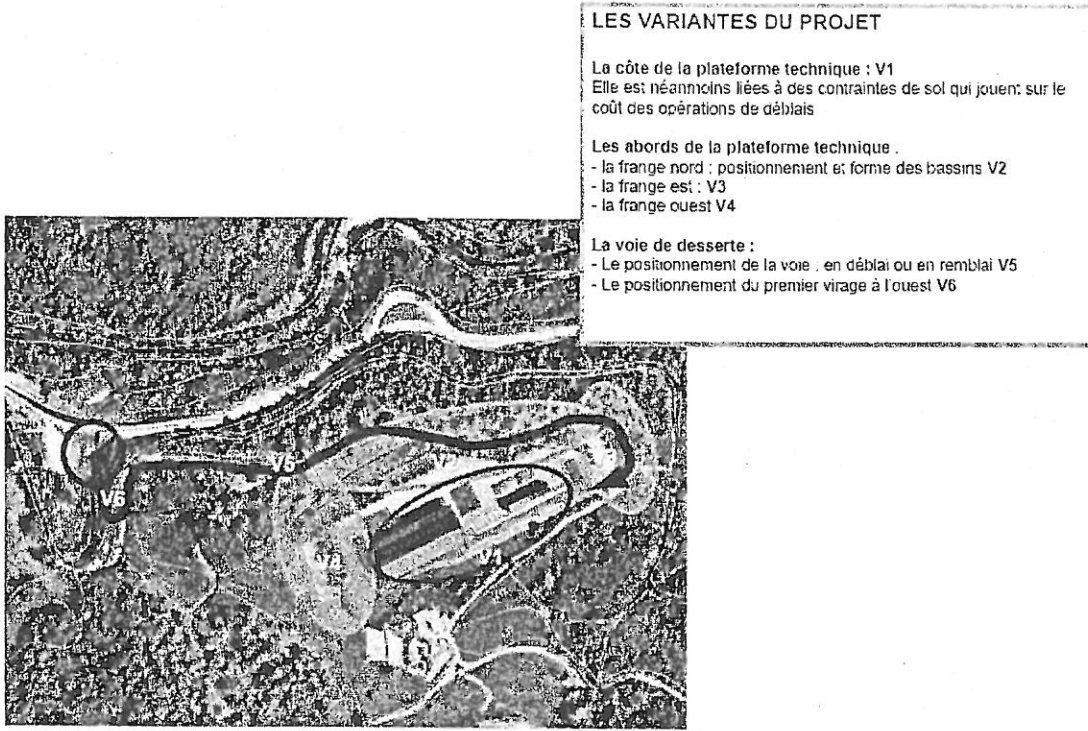 LES VARIANTES DU PROJET
La côte de la plateforme technique : V1
Elle est néanmoins liées à des contraintes de sol qui jouent sur le
coût des opérations de déblais
Les abords de la plateforme technique .
- la frange nord : positionnement et forme des bassins V2
- la frange est : V3
- la frange ouest V4
La voie de desserte :
- Le positionnement de la voie . en déblai ou en remblai V5
- Le positionnement du premier virage à l'ouest V6
V5
V6